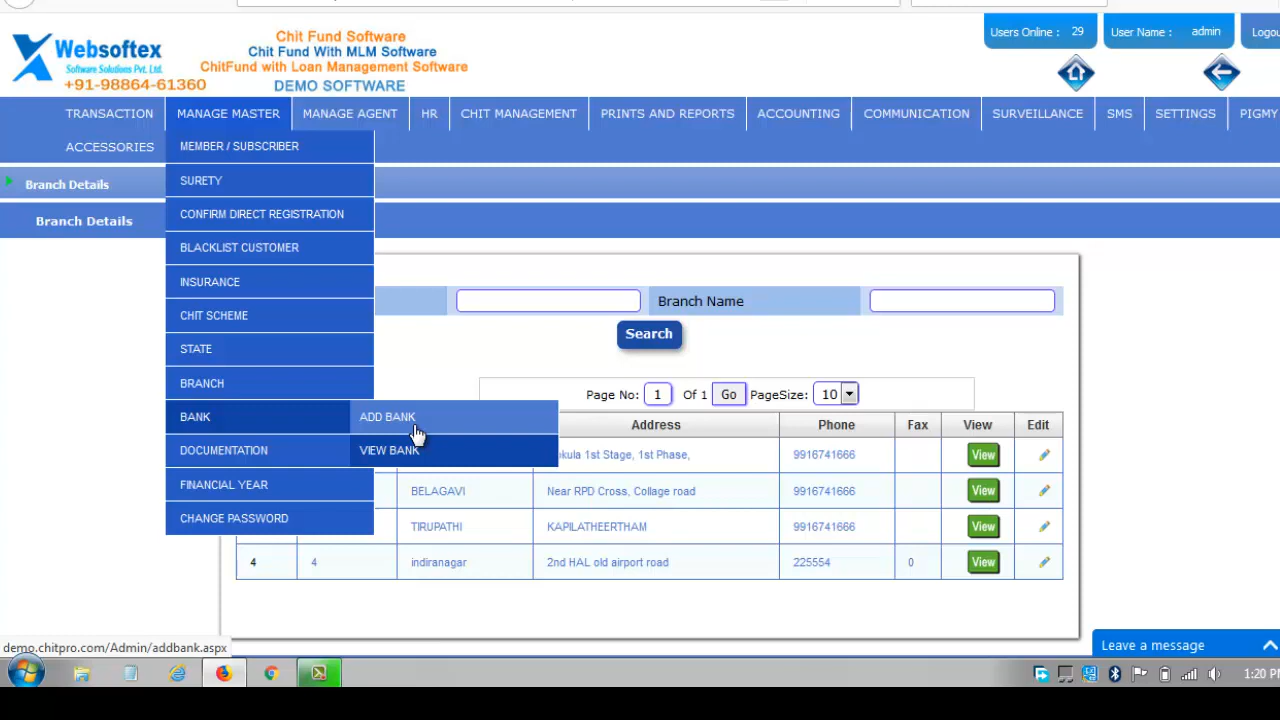 Websoftex
Software Solutions Pvt. Ltd.
+91-98864-61360
Chit Fund Software
Chit Fund With MLM Software
ChitFund with Loan Management Software
DEMO SOFTWARE
Users Online : 29
User Name : admin
Logou
TRANSACTION MANAGE MASTER MANAGE AGENT HR CHIT MANAGEMENT PRINTS AND REPORTS ACCOUNTING COMMUNICATION SURVEILLANCE SMS SETTINGS PIGMY
ACCESSORIES
MEMBER / SUBSCRIBER
SURETY
CONFIRM DIRECT REGISTRATION
BLACKLIST CUSTOMER
INSURANCE
CHIT SCHEME
STATE
BRANCH
BANK
DOCUMENTATION
FINANCIAL YEAR
CHANGE PASSWORD
ADD BANK
VIEW BANK
Branch Details
Branch Details
Branch Name
Search
Page No: 1 Of 1 Go PageSize: 10
Address Phone Fax View Edit
kula 1st Stage, 1st Phase, 9916741666 View
BELAGAVI Near RPD Cross, Collage road 9916741666 View
TIRUPATHI KAPILATHEERTHAM 9916741666 View
4 4 indiranagar 2nd HAL old airport road 225554 0 View
demo.chitpro.com/Admin/addbank.aspx
Leave a message
1:20 PM